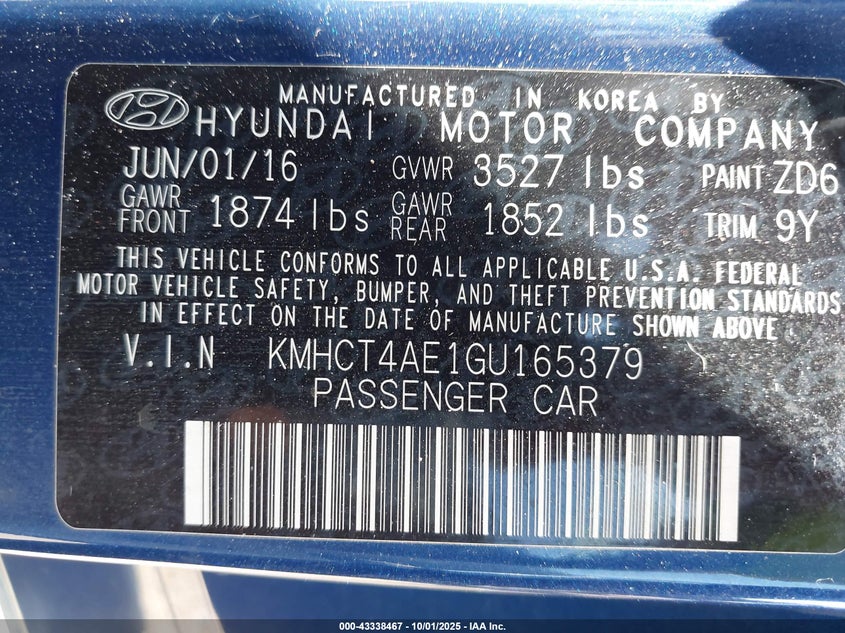 MANUFACTURED IN KOREA BY
HYUNDAI MOTOR COMPANY
JUN/01/16 GVWR 3527 lbs PAINT ZD6
GAWR FRONT 1874 lbs GAWR REAR 1852 lbs TRIM 9Y
THIS VEHICLE CONFORMS TO ALL APPLICABLE U.S.A. FEDERAL
MOTOR VEHICLE SAFETY, BUMPER, AND THEFT PREVENTION STANDARDS
IN EFFECT ON THE DATE OF MANUFACTURE SHOWN ABOVE
V.I.N KMHCT4AE1GU165379
PASSENGER CAR
000-43338467 - 10/01/2025 - IAA Inc.